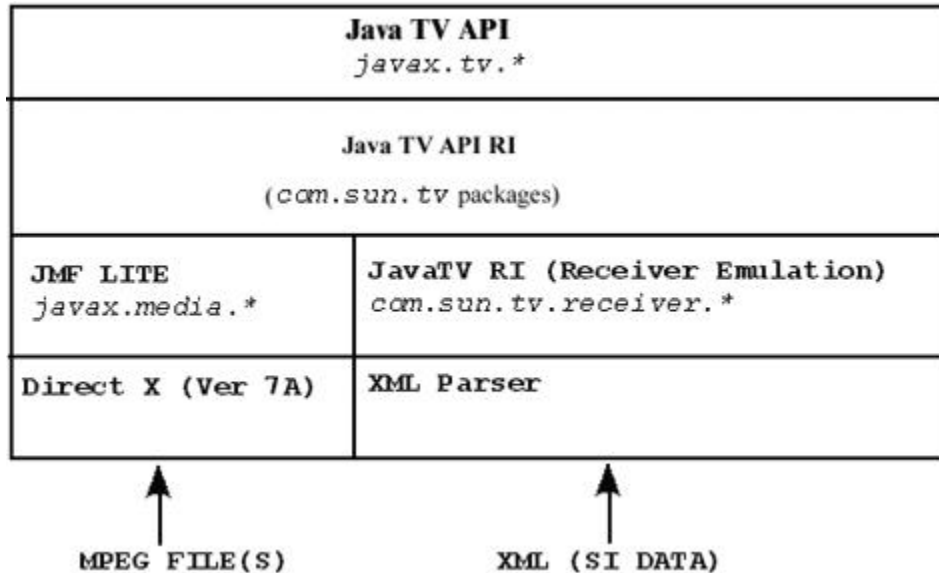 Java TV API
javax.tv.*
Java TV API RI
(com.sun.tv packages)
JMF LITE
javax.media.*
JavaTV RI (Receiver Emulation)
com.sun.tv.receiver.*
Direct X (Ver 7A)
XML Parser
MPEG FILE(S)
XML (SI DATA)